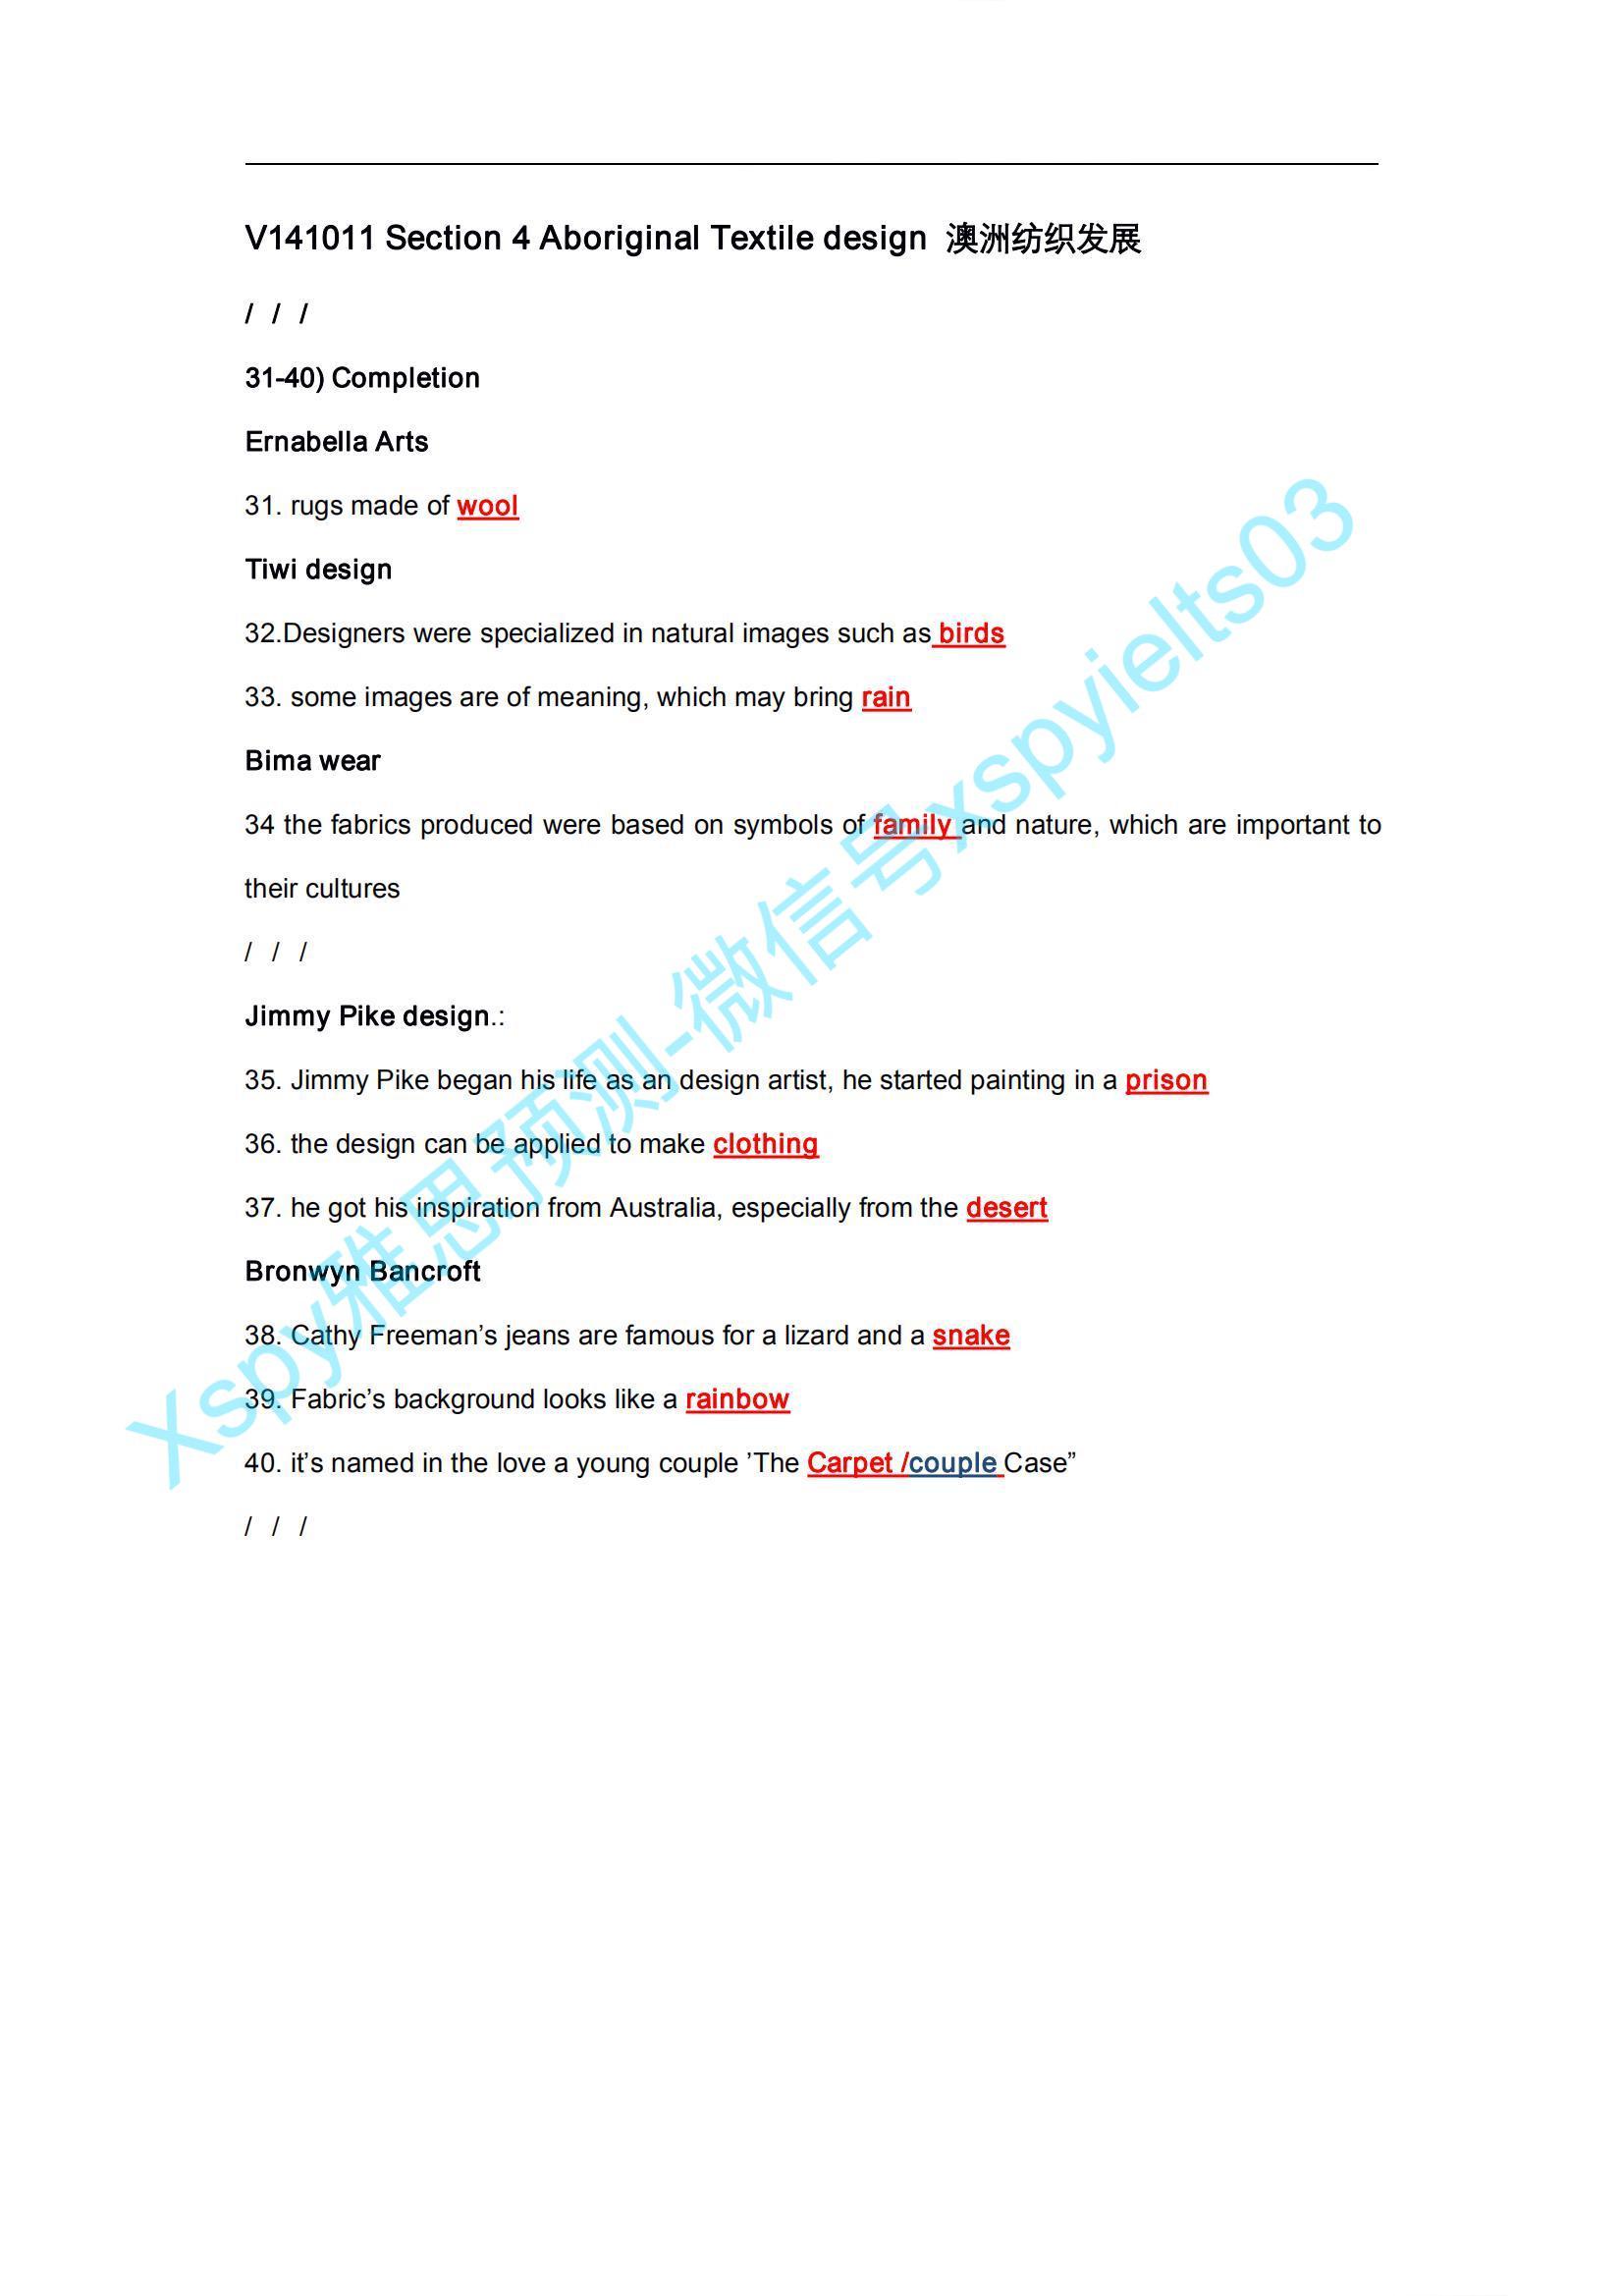 V141011 Section 4 Aboriginal Textile design 澳洲纺织发展
/ / /
31-40) Completion
Ernabella Arts
31. rugs made of wool
Tiwi design
32.Designers were specialized in natural images such as birds
33. some images are of meaning, which may bring rain
Bima wear
34 the fabrics produced were based on symbols of family and nature, which are important to
their cultures
/ / /
Jimmy Pike design.:
35. Jimmy Pike began his life as an design artist, he started painting in a prison
36. the design can be applied to make clothing
37. he got his inspiration from Australia, especially from the desert
Bronwyn Bancroft
38. Cathy Freeman’s jeans are famous for a lizard and a snake
39. Fabric’s background looks like a rainbow
40. it’s named in the love a young couple ’The Carpet /couple Case”
/ / /
Xspy雅思预测-微信号xspyielts03